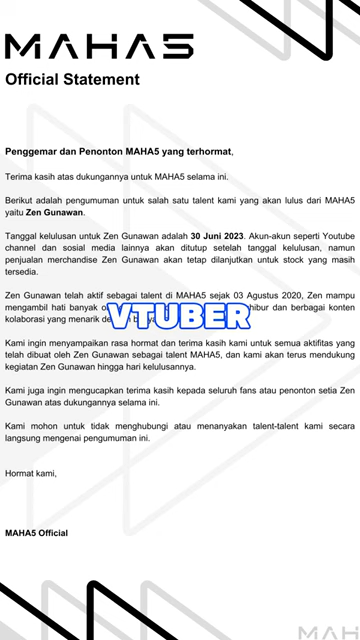 MAHA5
Official Statement
Penggemar dan Penonton MAHA5 yang terhormat,
Terima kasih atas dukungannya untuk MAHA5 selama ini.
Berikut adalah pengumuman untuk salah satu talent kami yang akan lulus dari MAHA5
yaitu Zen Gunawan.
Tanggal kelulusan untuk Zen Gunawan adalah 30 Juni 2023. Akun-akun seperti Youtube
channel dan sosial media lainnya akan ditutup setelah tanggal kelulusan, namun
penjualan merchandise Zen Gunawan akan tetap dilanjutkan untuk stock yang masih
tersedia.
Zen Gunawan telah aktif sebagai talent di MAHA5 sejak 03 Agustus 2020, Zen mampu
mengambil hati banyak dan berbagai konten
VTUBER
kolaborasi yang menarik
Kami ingin menyampaikan rasa hormat dan terima kasih kami untuk semua aktifitas yang
telah dibuat oleh Zen Gunawan sebagai talent MAHA5, dan kami akan terus mendukung
kegiatan Zen Gunawan hingga hari kelulusannya.
Kami juga ingin mengucapkan terima kasih kepada seluruh fans atau penonton setia Zen
Gunawan atas dukungannya selama ini.
Kami mohon untuk tidak menghubungi atau menanyakan talent-talent kami secara
langsung mengenai pengumuman ini.
Hormat kami,
MAHA5 Official
MAHA5